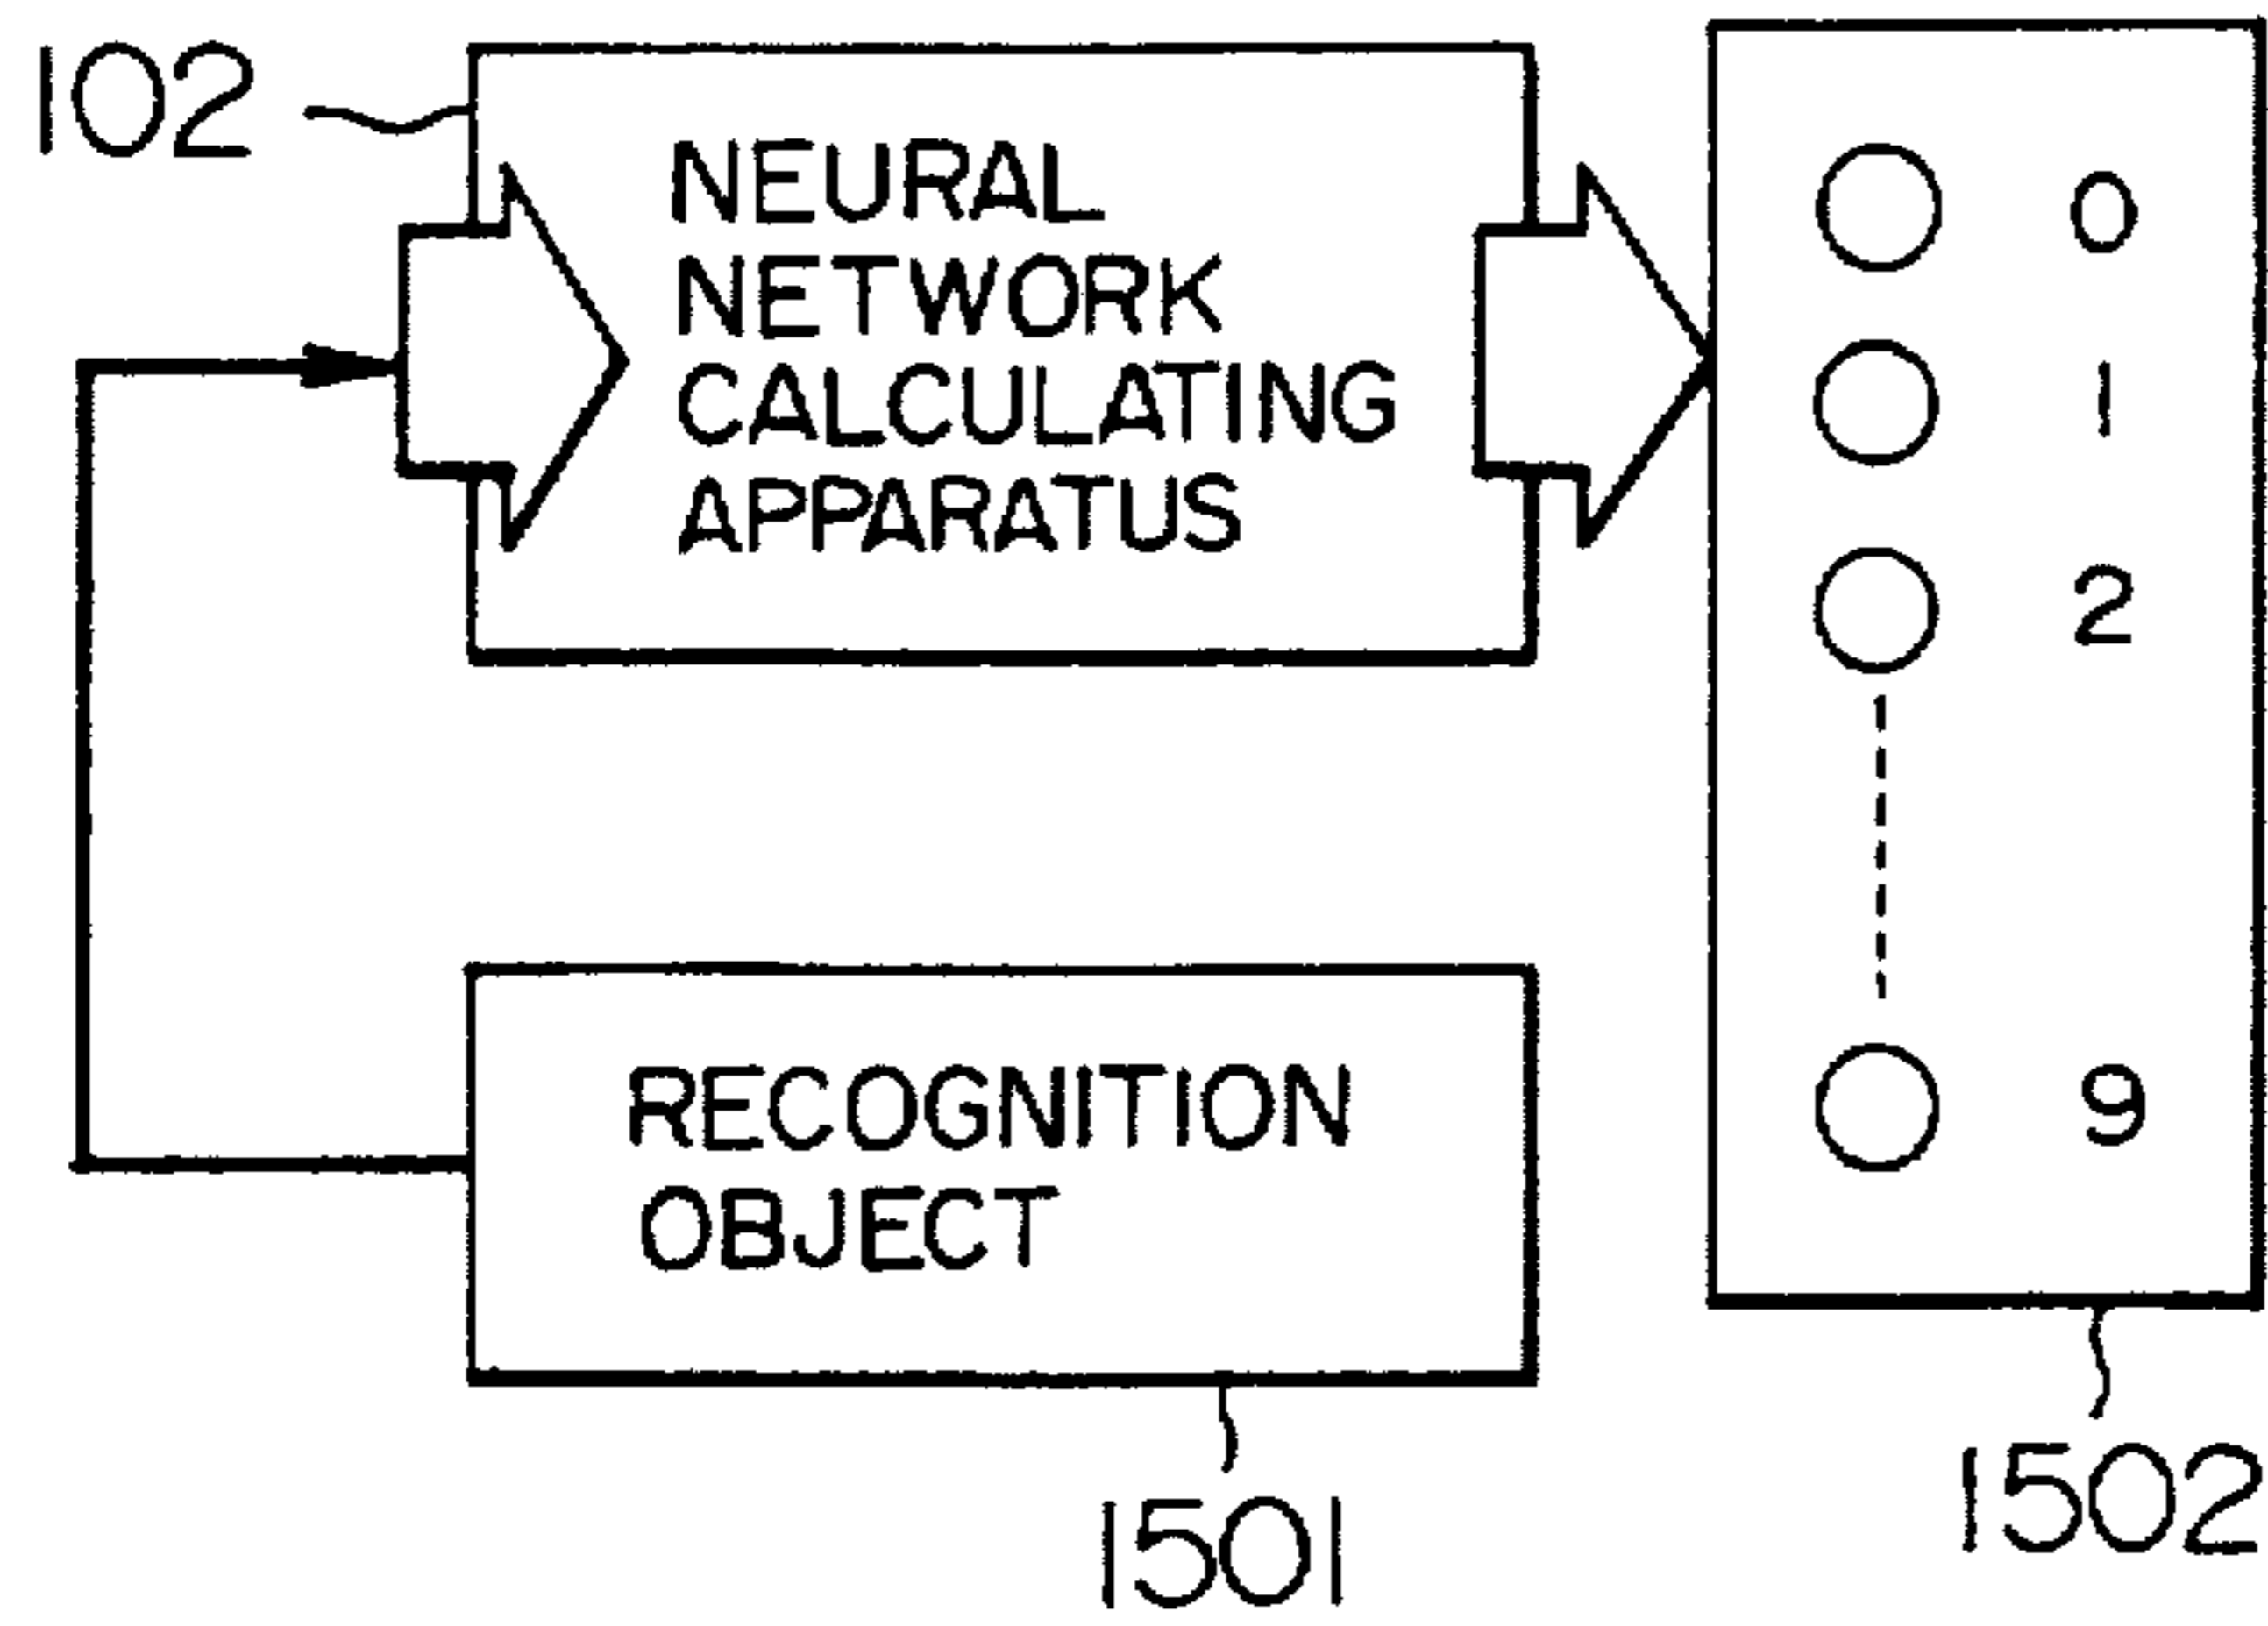 102
NEURAL
NETWORK
CALCULATING
APPARATUS
0
1
2
9
RECOGNITION
OBJECT
1501
1502